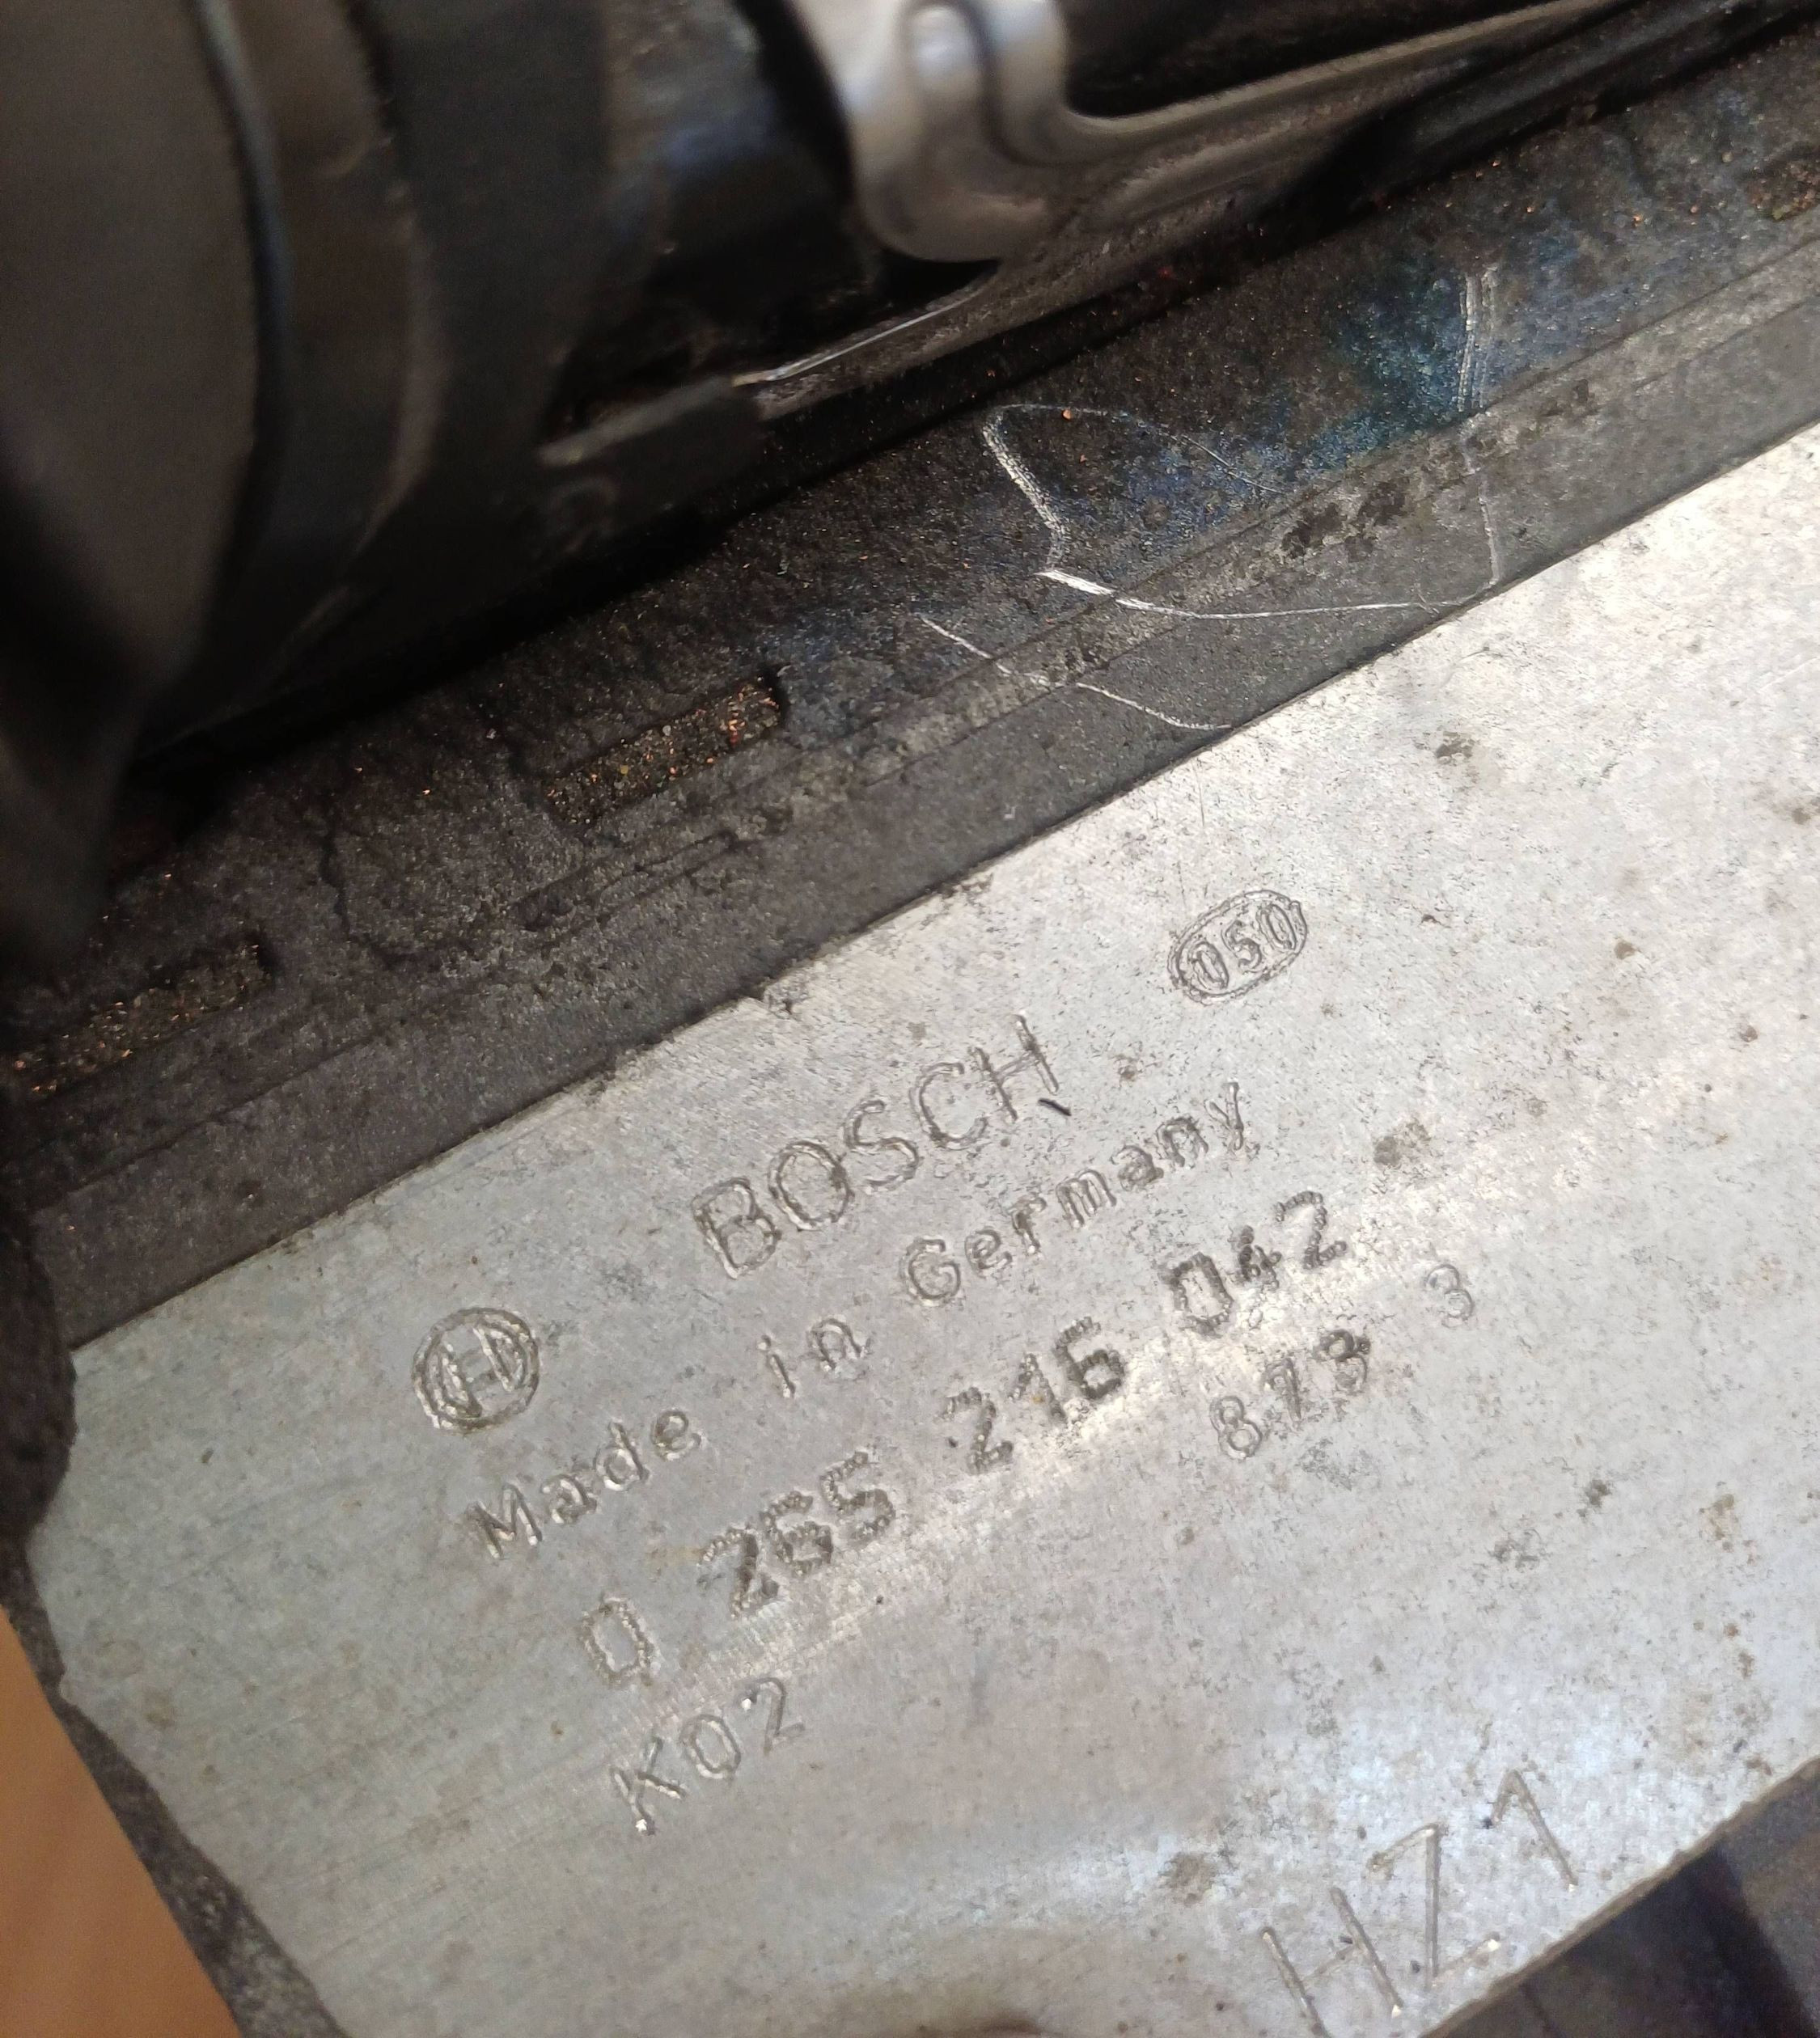 050
BOSCH
Made in Germany
0 265 216 042
873 3
K02
HZ1